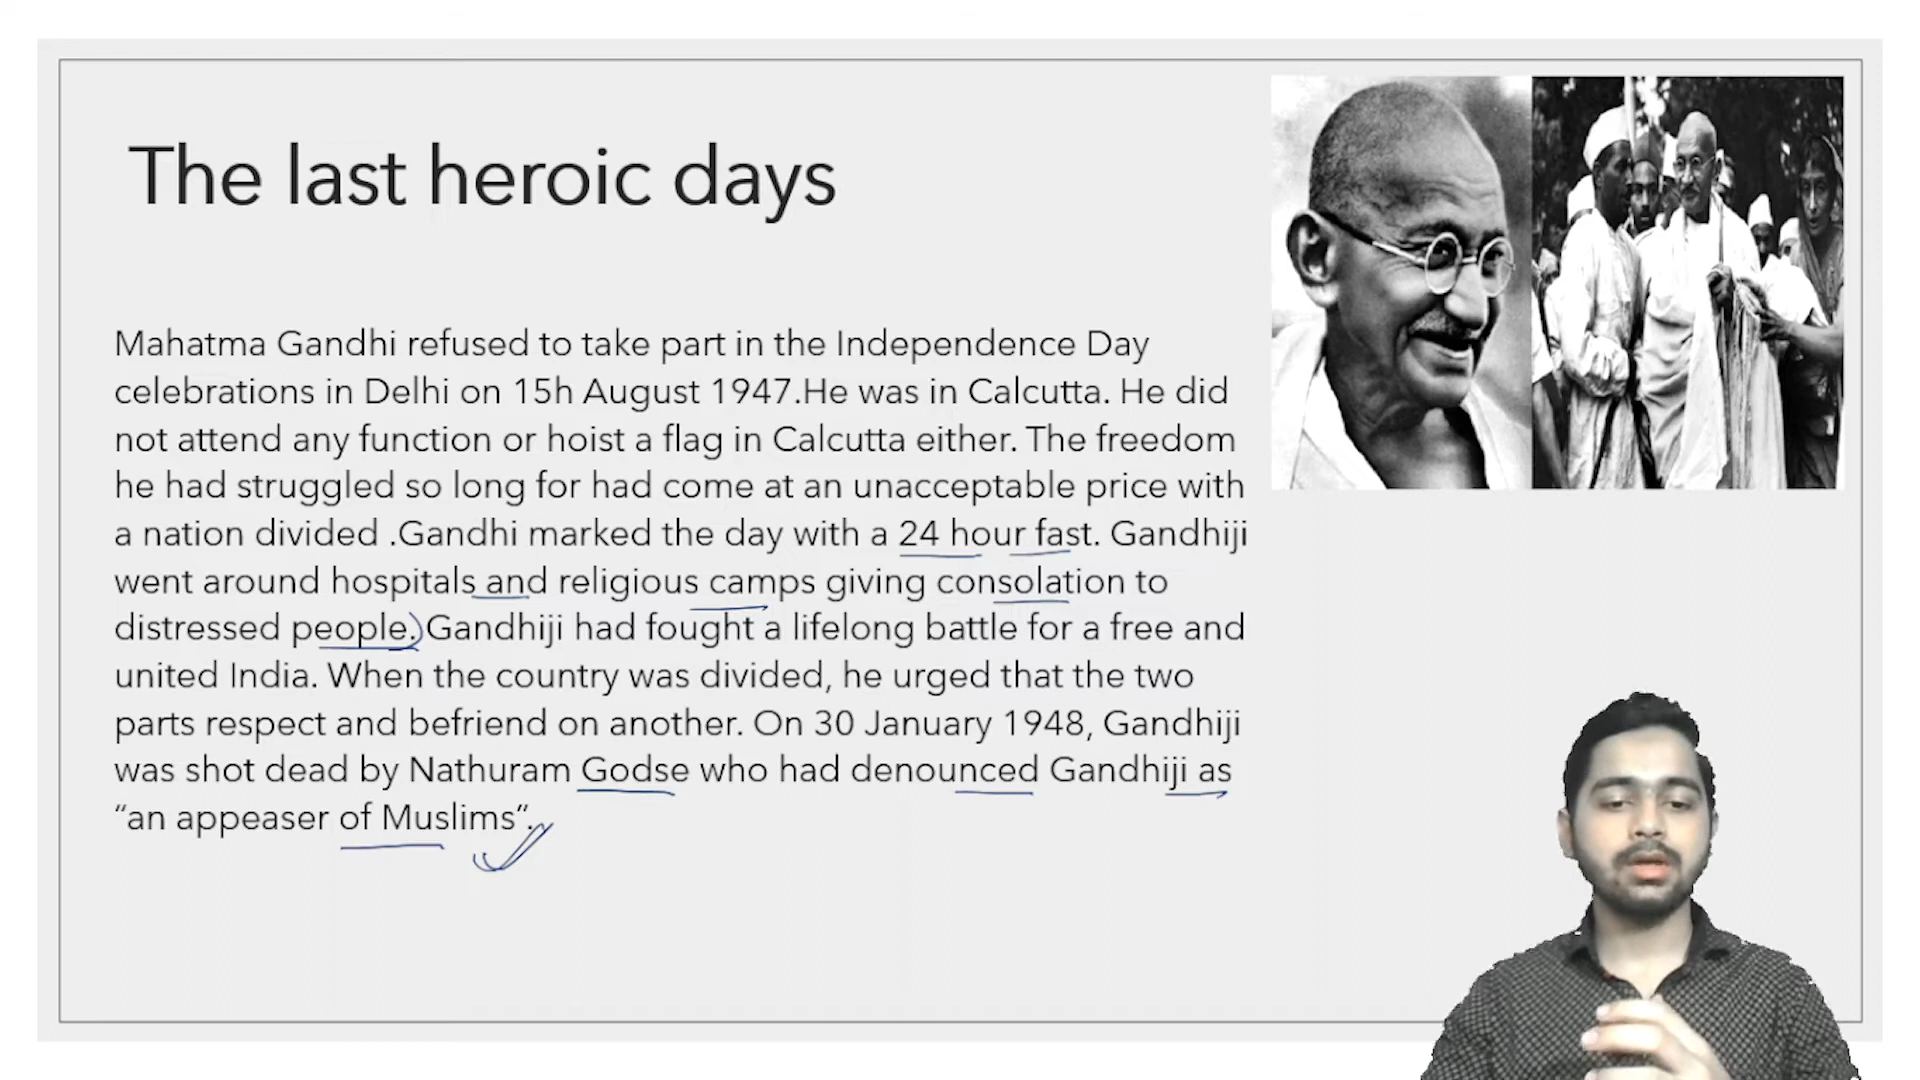 The last heroic days
Mahatma Gandhi refused to take part in the Independence Day
celebrations in Delhi on 15h August 1947.He was in Calcutta. He did
not attend any function or hoist a flag in Calcutta either. The freedom
he had struggled so long for had come at an unacceptable price with
a nation divided .Gandhi marked the day with a 24 hour fast. Gandhiji
went around hospitals and religious camps giving consolation to
distressed people. Gandhiji had fought a lifelong battle for a free and
united India. When the country was divided, he urged that the two
parts respect and befriend on another. On 30 January 1948, Gandhiji
was shot dead by Nathuram Godse who had denounced Gandhiji as
“an appeaser of Muslims”.